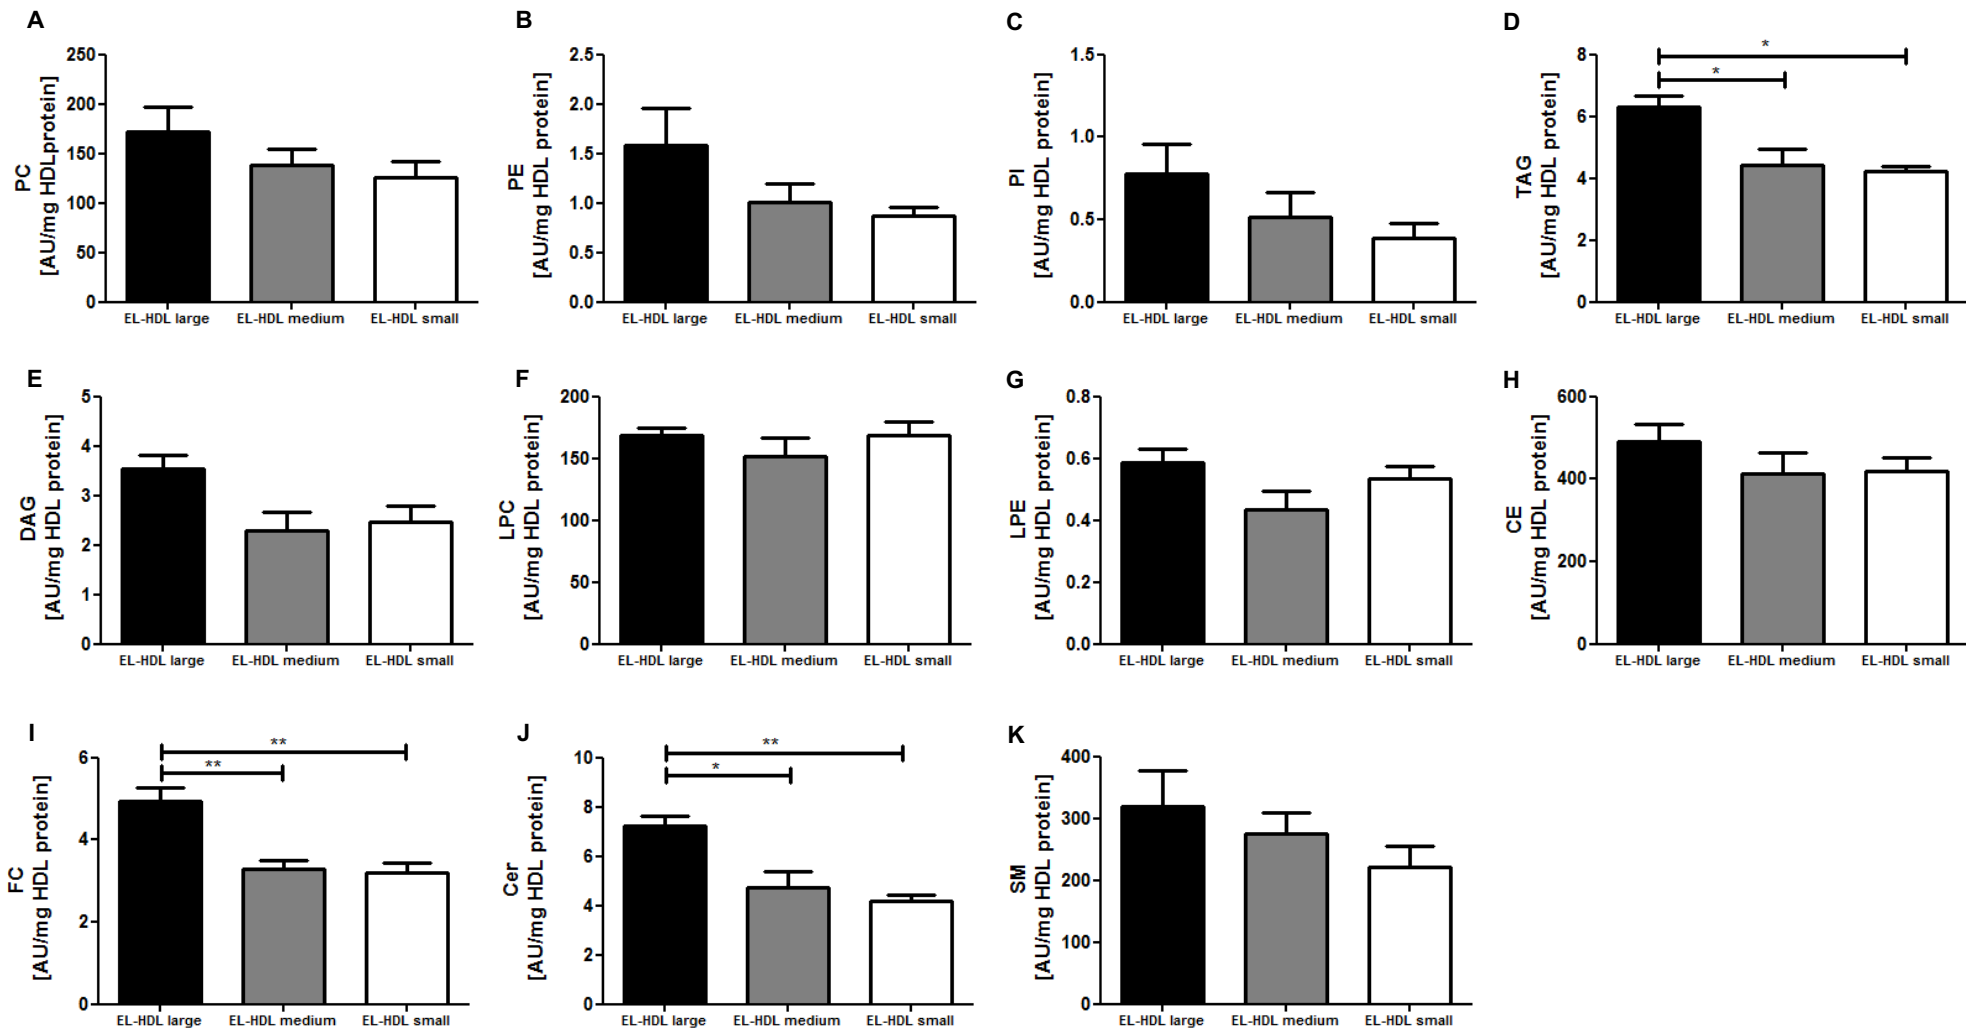 A
PC
[AU/mg HDLprotein]
250
200
150
100
50
0
EL-HDL large
EL-HDL medium
EL-HDL small
B
PE
[AU/mg HDL protein]
2.5
2.0
1.5
1.0
0.5
0.0
EL-HDL large
EL-HDL medium
EL-HDL small
C
PI
[AU/mg HDL protein]
1.5
1.0
0.5
0.0
EL-HDL large
EL-HDL medium
EL-HDL small
D
TAG
[AU/mg HDL protein]
8
6
4
2
0
*
*
EL-HDL large
EL-HDL medium
EL-HDL small
E
DAG
[AU/mg HDL protein]
5
4
3
2
1
0
EL-HDL large
EL-HDL medium
EL-HDL small
F
LPC
[AU/mg HDL protein]
200
150
100
50
0
EL-HDL large
EL-HDL medium
EL-HDL small
G
LPE
[AU/mg HDL protein]
0.8
0.6
0.4
0.2
0.0
EL-HDL large
EL-HDL medium
EL-HDL small
H
CE
[AU/mg HDL protein]
600
400
200
0
EL-HDL large
EL-HDL medium
EL-HDL small
I
FC
[AU/mg HDL protein]
6
4
2
0
**
**
EL-HDL large
EL-HDL medium
EL-HDL small
J
Cer
[AU/mg HDL protein]
10
8
6
4
2
0
**
*
EL-HDL large
EL-HDL medium
EL-HDL small
K
SM
[AU/mg HDL protein]
400
300
200
100
0
EL-HDL large
EL-HDL medium
EL-HDL small